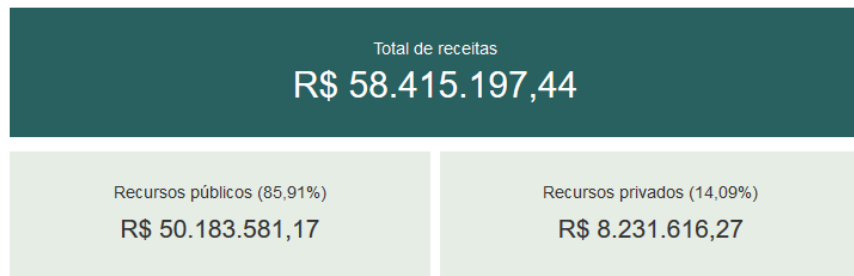 Total de receitas
R$ 58.415.197,44
Recursos públicos (85,91%)
R$ 50.183.581,17
Recursos privados (14,09%)
R$ 8.231.616,27